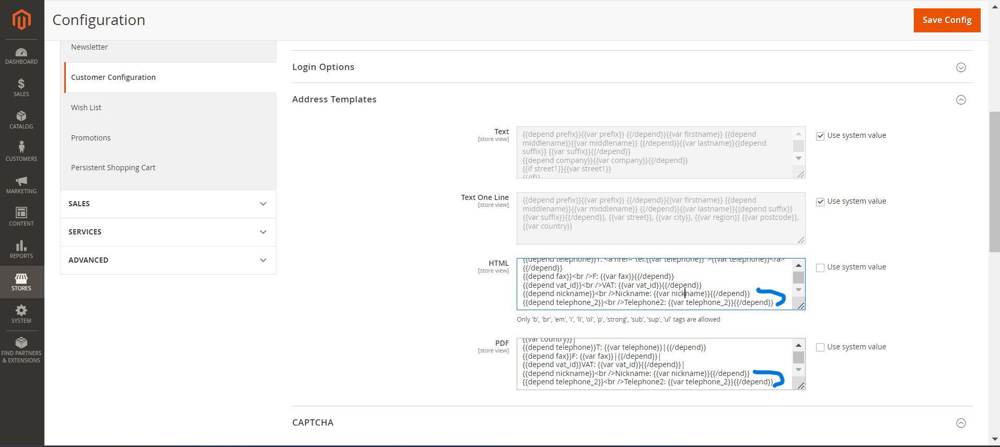 Configuration
Save Config
DASHBOARD
SALES
CATALOG
CUSTOMERS
MARKETING
CONTENT
REPORTS
STORES
SYSTEM
FIND PARTNERS
& EXTENSIONS
Newsletter
Customer Configuration
Wish List
Promotions
Persistent Shopping Cart
SALES
SERVICES
ADVANCED
Login Options
Address Templates
Text
[store view]
{{depend prefix}}{{var prefix}} {{/depend}}{{var firstname}} {{depend
middlename}}{{var middlename}} {{/depend}}{{var lastname}}{{depend
suffix}} {{var suffix}}{{/depend}}
{{depend company}}{{var company}}{{/depend}}
{{if street1}}{{var street1}}
{{/if}}
Use system value
Text One Line
[store view]
{{depend prefix}}{{var prefix}} {{/depend}}{{var firstname}} {{depend
middlename}}{{var middlename}} {{/depend}}{{var lastname}}{{depend suffix}}
{{var suffix}}{{/depend}}, {{var street}}, {{var city}}, {{var region}} {{var postcode}},
{{var country}}
Use system value
HTML
[store view]
{{depend telephone}}T: <a href="tel:{{var telephone}}">{{var telephone}}</a>
{{/depend}}
{{depend fax}}<br />F: {{var fax}}{{/depend}}
{{depend vat_id}}<br />VAT: {{var vat_id}}{{/depend}}
{{depend nickname}}<br />Nickname: {{var nickname}}{{/depend}}
{{depend telephone_2}}<br />Telephone2: {{var telephone_2}}{{/depend}}
Use system value
Only 'b', 'br', 'em', 'i', 'li', 'ol', 'p', 'strong', 'sub', 'sup', 'ul' tags are allowed
PDF
[store view]
{{var country}}|
{{depend telephone}}T: {{var telephone}}|{{/depend}}
{{depend fax}}F: {{var fax}}|{{/depend}}|
{{depend vat_id}}VAT: {{var vat_id}}{{/depend}}|
{{depend nickname}}<br />Nickname: {{var nickname}}{{/depend}}
{{depend telephone_2}}<br />Telephone2: {{var telephone_2}}{{/depend}}
Use system value
CAPTCHA